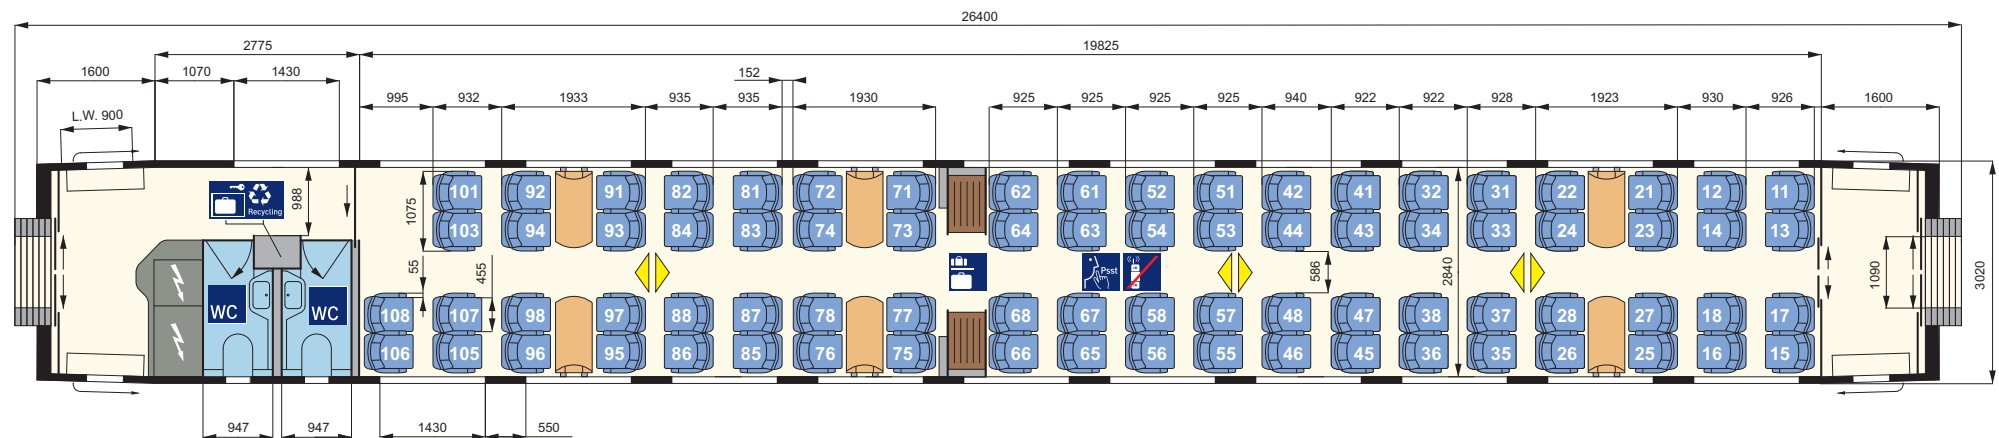 26400
2775 19825
1600 1070 1430 152 1600
L.W. 900 995 932 1933 935 935 1930 925 925 925 925 940 922 922 928 1923 930 926
101 92 91 82 81 72 71 62 61 52 51 42 41 32 31 22 21 12 11
Recycling 988 1075
103 94 93 84 83 74 73 64 63 54 53 44 43 34 33 24 23 14 13
55 455 Psst 586 2840 1090 3020
WC WC
108 107 98 97 88 87 78 77 68 67 58 57 48 47 38 37 28 27 18 17
106 105 96 95 86 85 76 75 66 65 56 55 46 45 36 35 26 25 16 15
947 947 1430 550